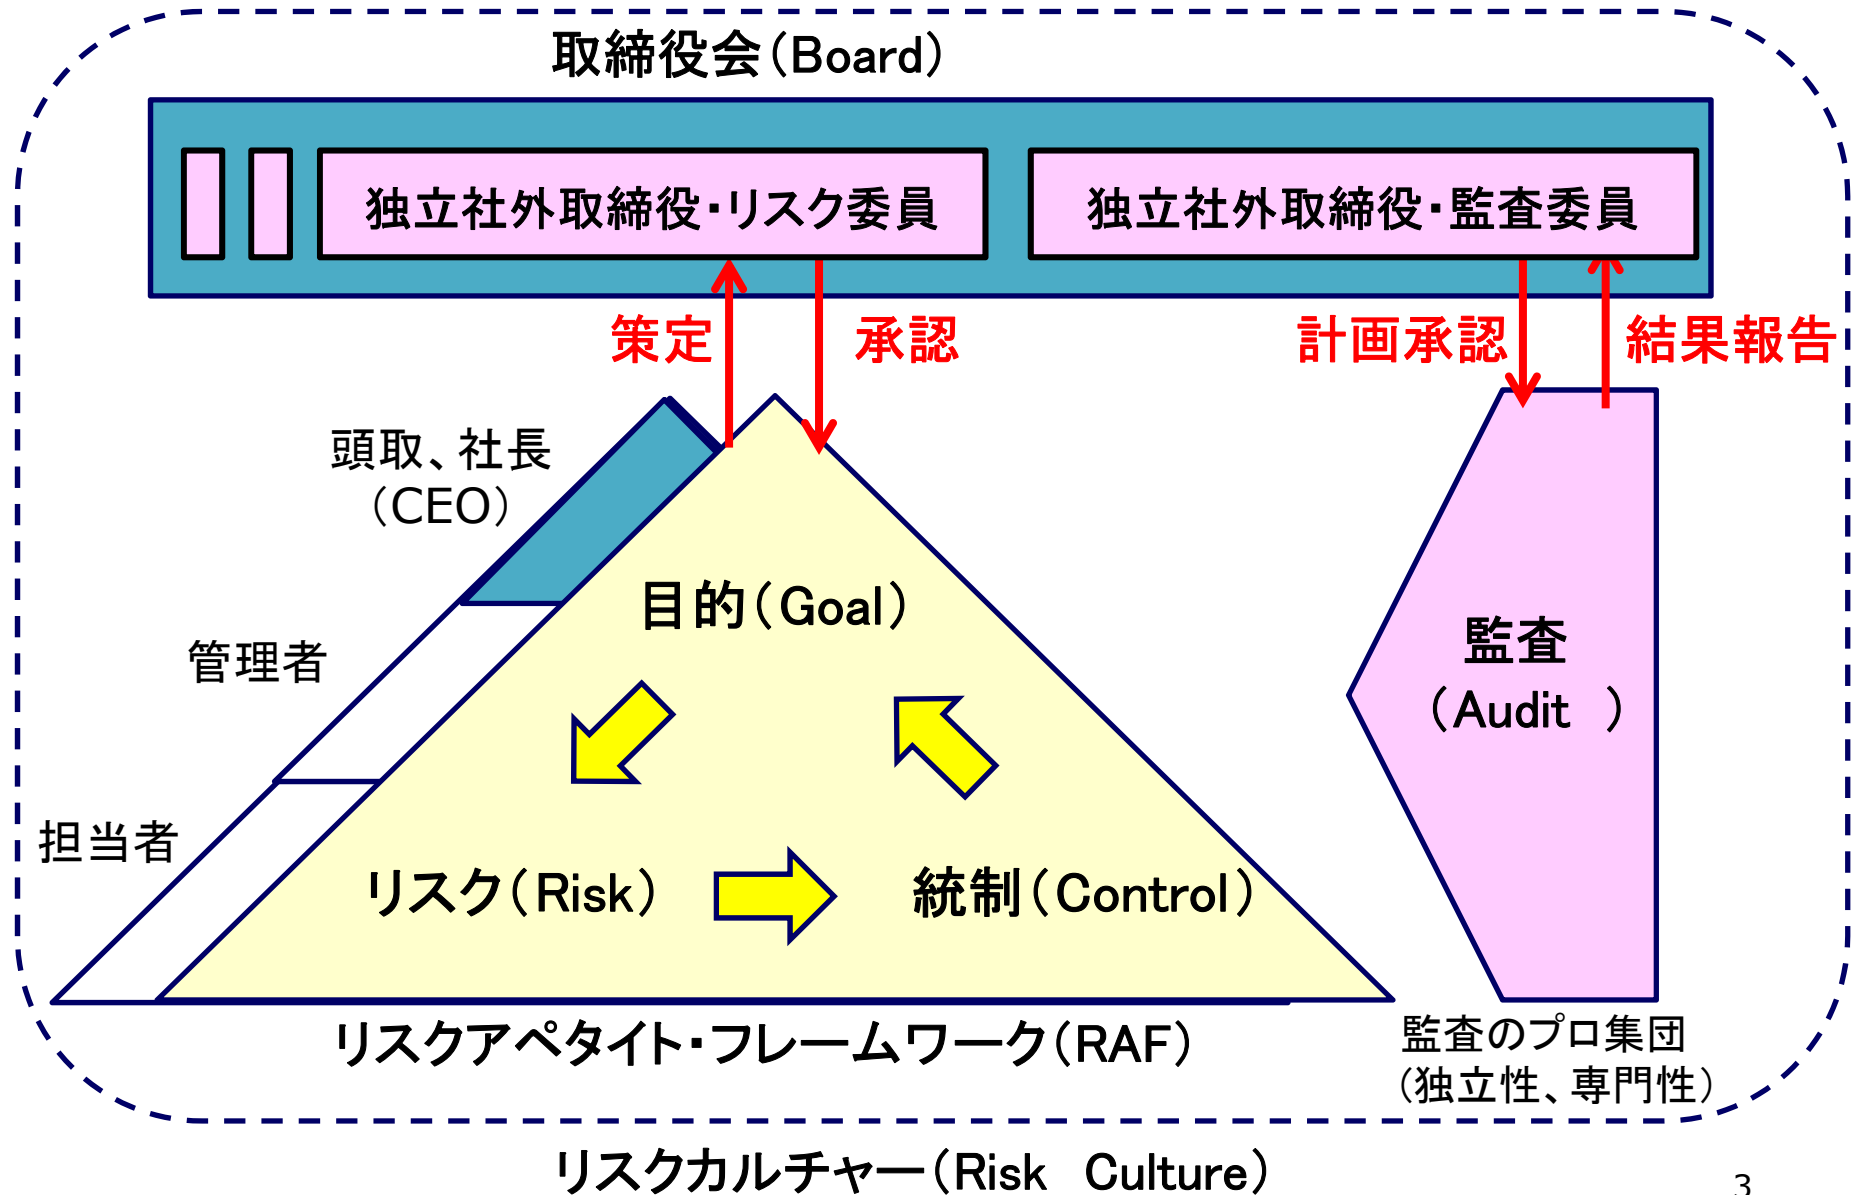 取締役会（Board）
独立社外取締役・リスク委員
独立社外取締役・監査委員
策定
承認
計画承認
結果報告
頭取、社長
（CEO）
目的（Goal）
管理者
監査
（Audit　）
担当者
リスク（Risk）
統制（Control）
リスクアペタイト・フレームワーク（RAF）
監査のプロ集団
（独立性、専門性）
リスクカルチャー（Risk　Culture）
3